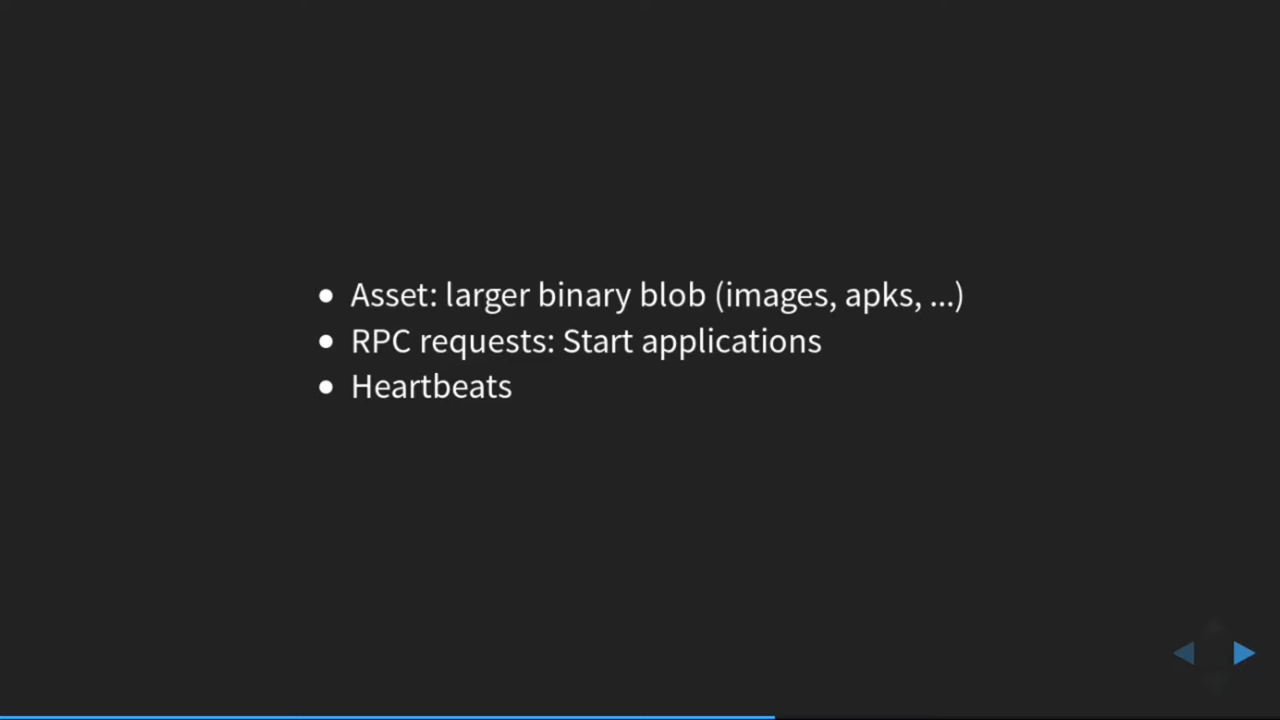 • Asset: larger binary blob (images, apks, ...)
• RPC requests: Start applications
• Heartbeats